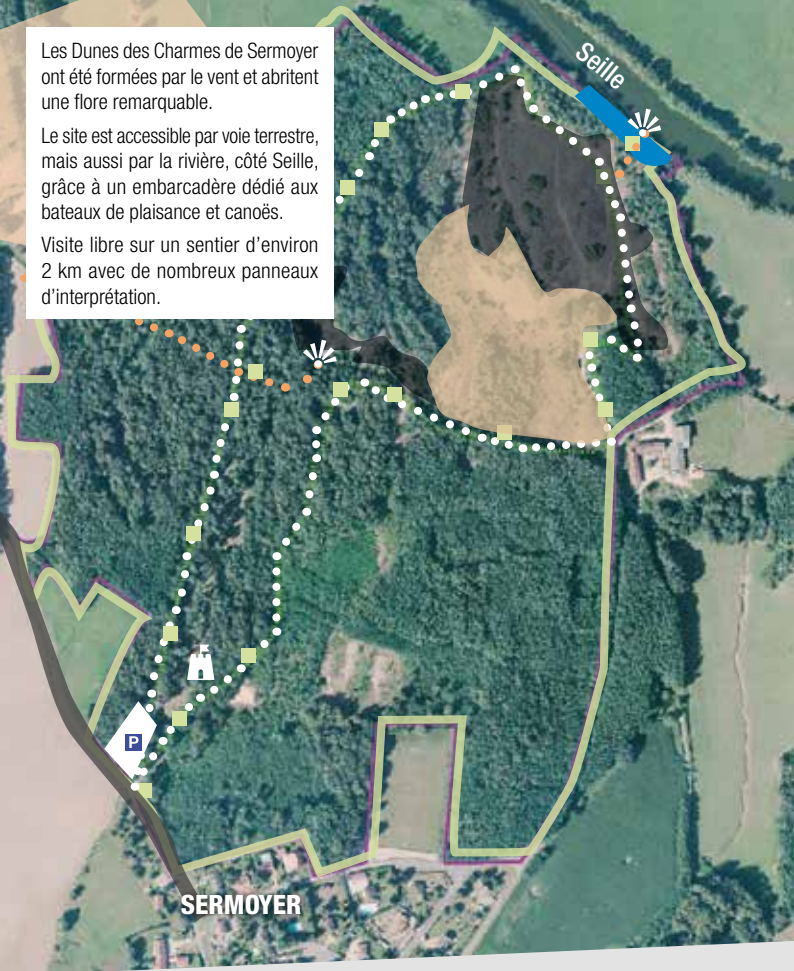 Les Dunes des Charmes de Sermoyer
ont été formées par le vent et abritent
une flore remarquable.
Le site est accessible par voie terrestre,
mais aussi par la rivière, côté Seille,
grâce à un embarcadère dédié aux
bateaux de plaisance et canoës.
Visite libre sur un sentier d'environ
2 km avec de nombreux panneaux
d'interprétation.
Seille
P
SERMOYER